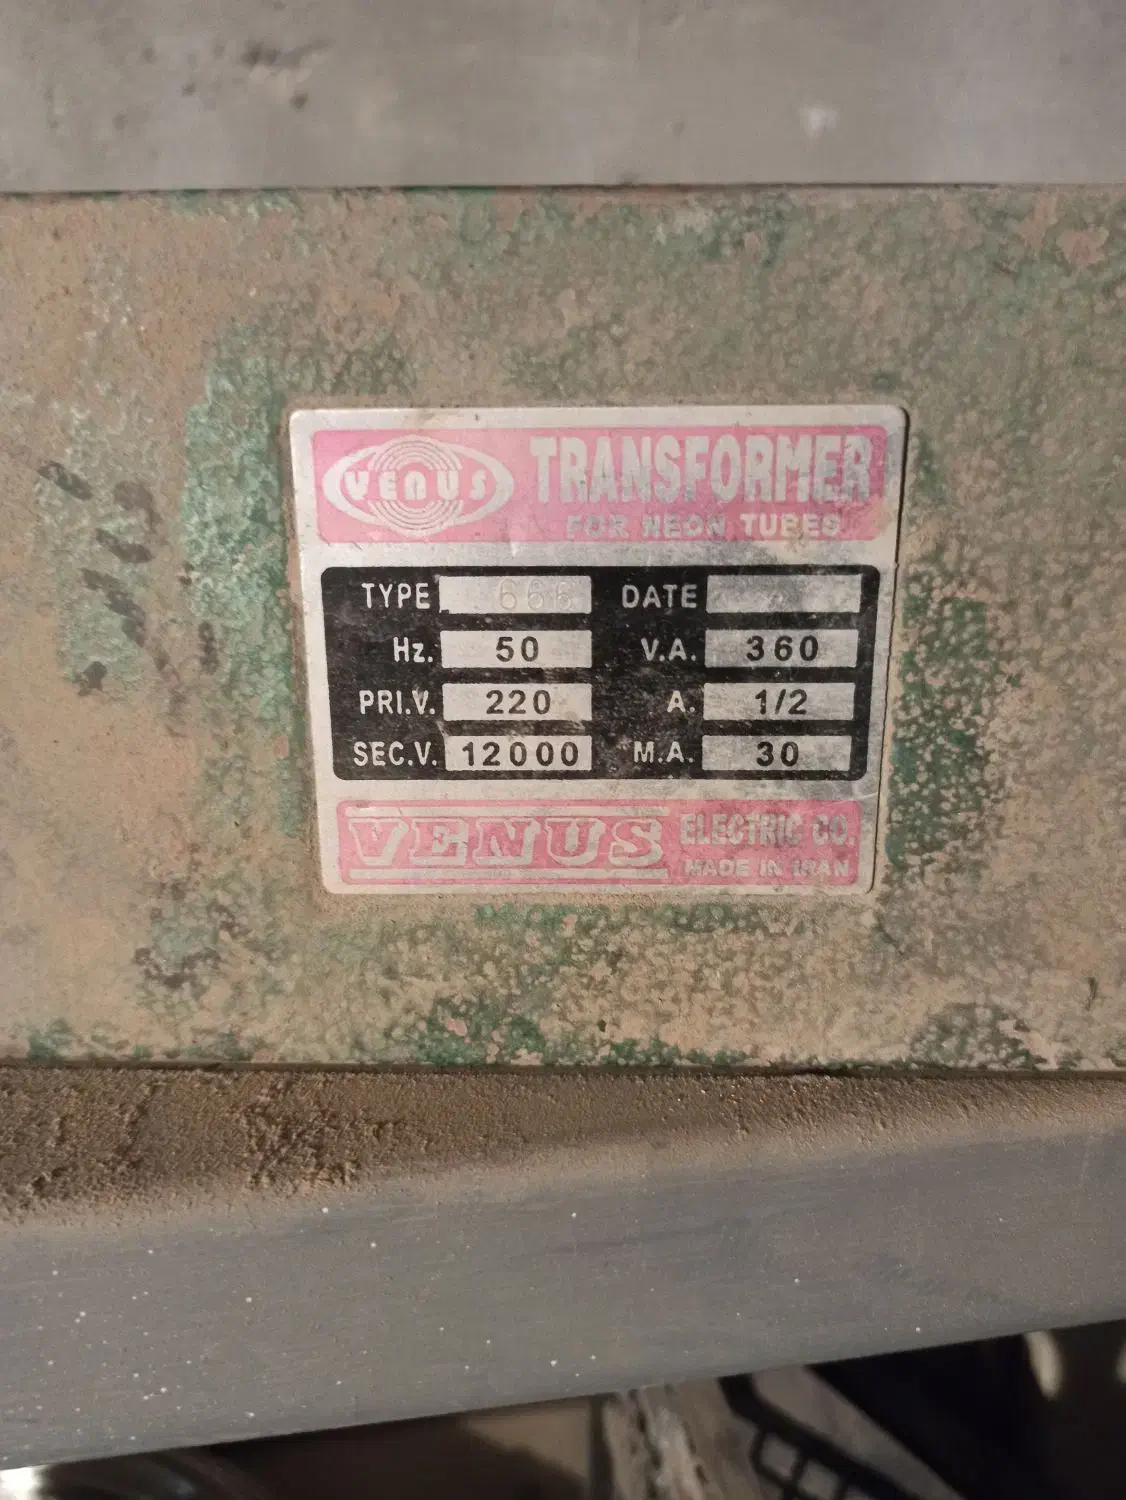 VENUS TRANSFORMER
FOR NEON TUBES
TYPE 666 DATE
Hz. 50 V.A. 360
PRI.V. 220 A. 1/2
SEC.V. 12000 M.A. 30
VENUS ELECTRIC CO.
MADE IN IRAN